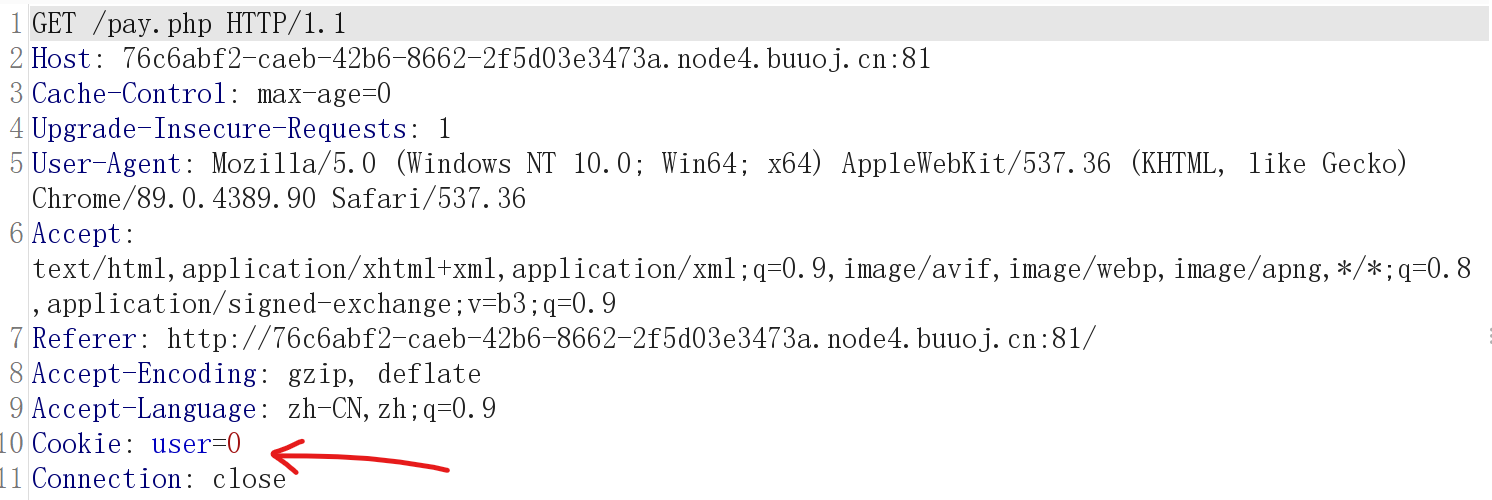 1 GET /pay.php HTTP/1.1
2 Host: 76c6abf2-caeb-42b6-8662-2f5d03e3473a.node4.buuoj.cn:81
3 Cache-Control: max-age=0
4 Upgrade-Insecure-Requests: 1
5 User-Agent: Mozilla/5.0 (Windows NT 10.0; Win64; x64) AppleWebKit/537.36 (KHTML, like Gecko)
Chrome/89.0.4389.90 Safari/537.36
6 Accept:
text/html,application/xhtml+xml,application/xml;q=0.9,image/avif,image/webp,image/apng,*/*;q=0.8
,application/signed-exchange;v=b3;q=0.9
7 Referer: http://76c6abf2-caeb-42b6-8662-2f5d03e3473a.node4.buuoj.cn:81/
8 Accept-Encoding: gzip, deflate
9 Accept-Language: zh-CN,zh;q=0.9
10 Cookie: user=0
11 Connection: close